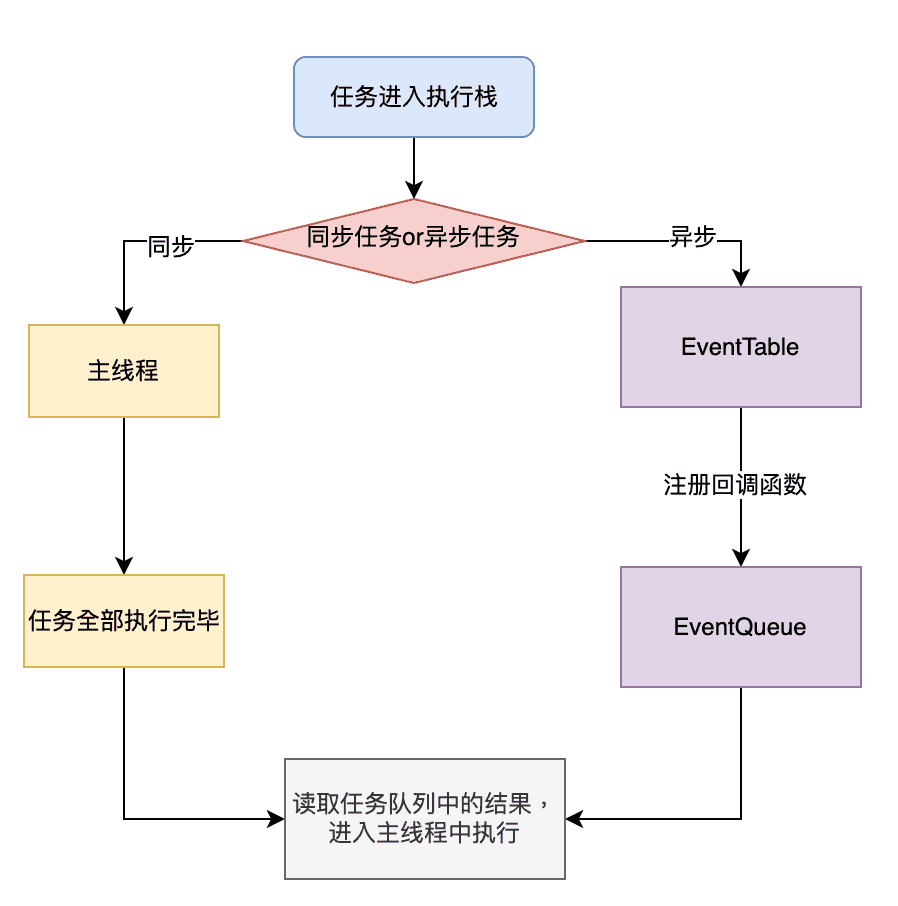 任务进入执行栈
同步任务or异步任务
同步
异步
主线程
EventTable
注册回调函数
任务全部执行完毕
EventQueue
读取任务队列中的结果，
进入主线程中执行